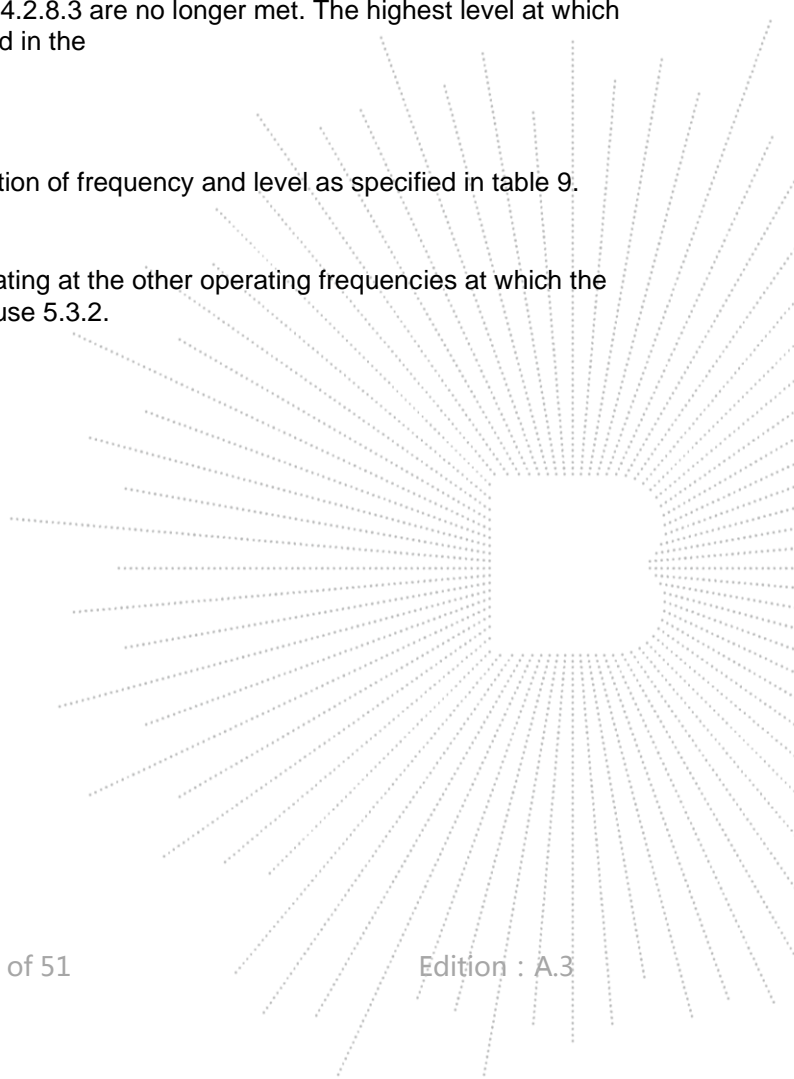 4.2.8.3 are no longer met. The highest level at which
d in the
tion of frequency and level as specified in table 9.
ating at the other operating frequencies at which the
use 5.3.2.
of 51 Edition：A.3